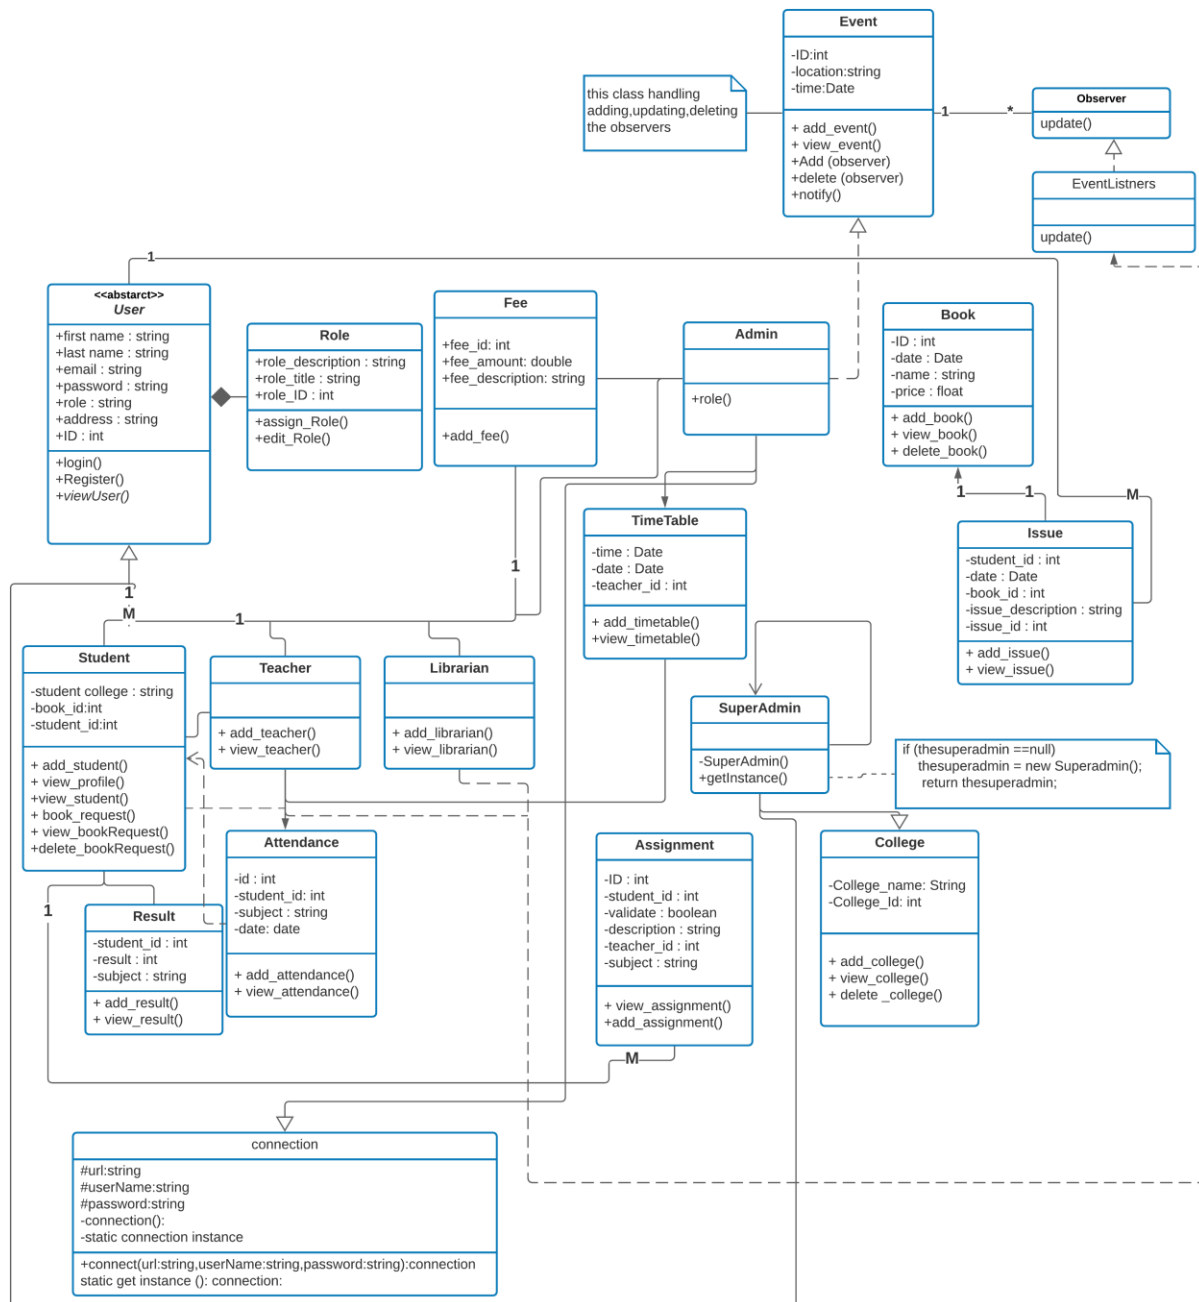 Event
-ID:int
-location:string
-time:Date
+ add_event()
+ view_event()
+Add (observer)
+delete (observer)
+notify()
this class handling
adding,updating,deleting
the observers
1
*
Observer
update()
EventListners
update()
1
<<abstarct>>
User
+first name : string
+last name : string
+email : string
+password : string
+role : string
+address : string
+ID : int
+login()
+Register()
+viewUser()
Role
+role_description : string
+role_title : string
+role_ID : int
+assign_Role()
+edit_Role()
Fee
+fee_id: int
+fee_amount: double
+fee_description: string
+add_fee()
Admin
+role()
Book
-ID : int
-date : Date
-name : string
-price : float
+ add_book()
+ view_book()
+ delete_book()
1
1
M
TimeTable
-time : Date
-date : Date
-teacher_id : int
+ add_timetable()
+view_timetable()
Issue
-student_id : int
-date : Date
-book_id : int
-issue_description : string
-issue_id : int
+ add_issue()
+ view_issue()
1
1
M
1
Student
-student college : string
-book_id:int
-student_id:int
+ add_student()
+ view_profile()
+view_student()
+ book_request()
+ view_bookRequest()
+delete_bookRequest()
Teacher
+ add_teacher()
+ view_teacher()
Librarian
+ add_librarian()
+ view_librarian()
SuperAdmin
-SuperAdmin()
+getInstance()
if (thesuperadmin ==null)
thesuperadmin = new Superadmin();
return thesuperadmin;
Attendance
-id : int
-student_id: int
-subject : string
-date: date
+ add_attendance()
+ view_attendance()
Assignment
-ID : int
-student_id : int
-validate : boolean
-description : string
-teacher_id : int
-subject : string
+ view_assignment()
+add_assignment()
College
-College_name: String
-College_Id: int
+ add_college()
+ view_college()
+ delete _college()
1
Result
-student_id : int
-result : int
-subject : string
+ add_result()
+ view_result()
M
connection
#url:string
#userName:string
#password:string
-connection():
-static connection instance
+connect(url:string,userName:string,password:string):connection
static get instance (): connection: